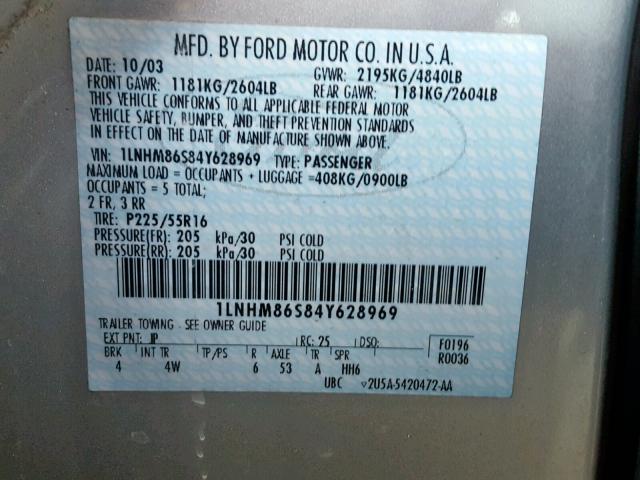 MFD. BY FORD MOTOR CO. IN U.S.A.
DATE: 10/03 GVWR: 2195KG/4840LB
FRONT GAWR: 1181KG/2604LB REAR GAWR: 1181KG/2604LB
THIS VEHICLE CONFORMS TO ALL APPLICABLE FEDERAL MOTOR
VEHICLE SAFETY, BUMPER, AND THEFT PREVENTION STANDARDS
IN EFFECT ON THE DATE OF MANUFACTURE SHOWN ABOVE.
VIN: 1LNHM86S84Y628969 TYPE: PASSENGER
MAXIMUM LOAD = OCCUPANTS + LUGGAGE = 408KG/0900LB
OCCUPANTS = 5 TOTAL;
2 FR, 3 RR
TIRE: P225/55R16
PRESSURE(FR): 205 kPa/30 PSI COLD
PRESSURE(RR): 205 kPa/30 PSI COLD
1LNHM86S84Y628969
TRAILER TOWING - SEE OWNER GUIDE
EXT PNT: JP RC: 25 DSO: F0196
BRK INT TR TP/PS R AXLE TR SPR R0036
4 4W 6 53 A HH6
UBC 2U5A-5420472-AA